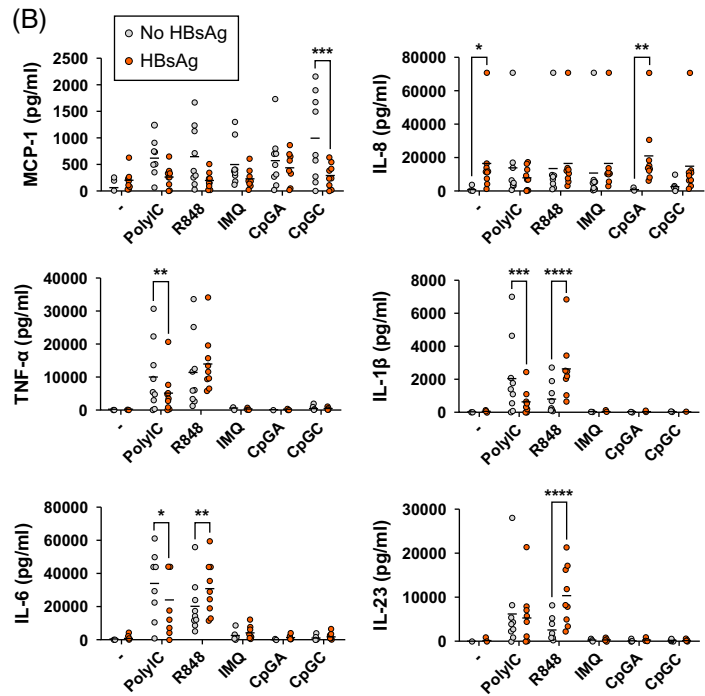 (B)
No HBsAg
HBsAg
MCP-1 (pg/ml)
2500
2000
1500
1000
500
0
***
-
PolyIC
R848
IMQ
CpGA
CpGC
IL-8 (pg/ml)
80000
60000
40000
20000
0
*
**
-
PolyIC
R848
IMQ
CpGA
CpGC
TNF-α (pg/ml)
40000
30000
20000
10000
0
**
-
PolyIC
R848
IMQ
CpGA
CpGC
IL-1β (pg/ml)
8000
6000
4000
2000
0
***
****
-
PolyIC
R848
IMQ
CpGA
CpGC
IL-6 (pg/ml)
80000
60000
40000
20000
0
*
**
-
PolyIC
R848
IMQ
CpGA
CpGC
IL-23 (pg/ml)
30000
20000
10000
0
****
-
PolyIC
R848
IMQ
CpGA
CpGC